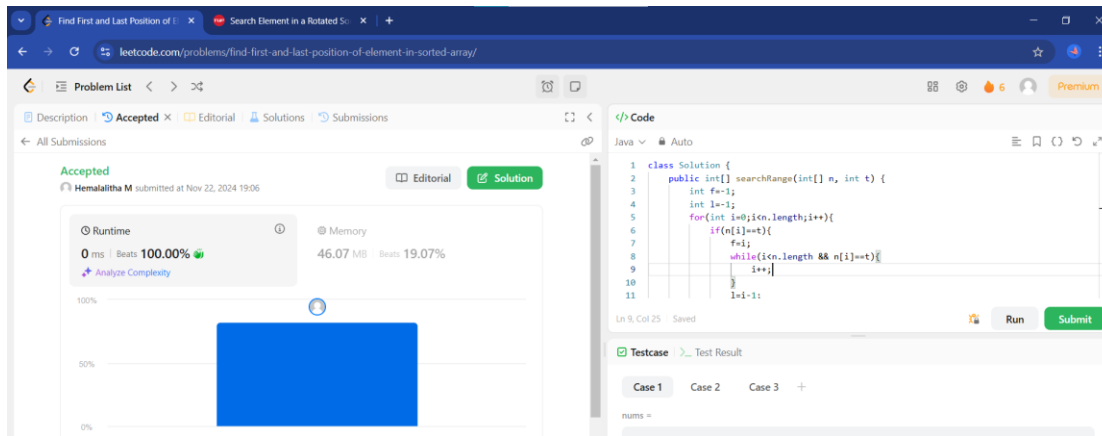 Find First and Last Position of El
Search Element in a Rotated So
leetcode.com/problems/find-first-and-last-position-of-element-in-sorted-array/
Problem List
6
Premium
Description
Accepted
Editorial
Solutions
Submissions
All Submissions
Accepted
Hemalalitha M submitted at Nov 22, 2024 19:06
Editorial
Solution
Runtime
0 ms Beats 100.00%
Analyze Complexity
Memory
46.07 MB Beats 19.07%
100%
50%
0%
</> Code
Java Auto
1 class Solution {
2 public int[] searchRange(int[] n, int t) {
3 int f=-1;
4 int l=-1;
5 for(int i=0;i<n.length;i++){
6 if(n[i]==t){
7 f=i;
8 while(i<n.length && n[i]==t){
9 i++;
10 }
11 l=i-1;
Ln 9, Col 25 Saved
Run
Submit
Testcase
Test Result
Case 1 Case 2 Case 3 +
nums =